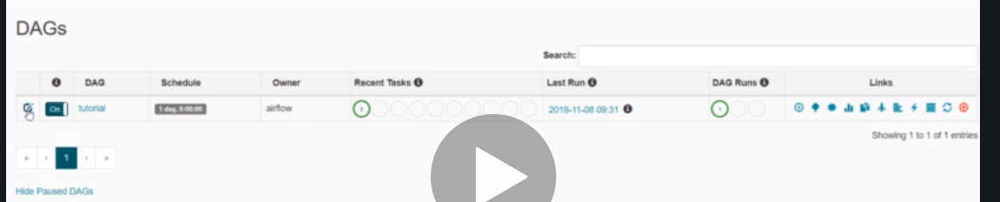 DAGs
Search:
DAG Schedule Owner Recent Tasks Last Run DAG Runs Links
On tutorial 1 day, 0:00:00 airflow 3 2019-11-08 09:31 1
Showing 1 to 1 of 1 entries
« ‹ 1 › »
Hide Paused DAGs